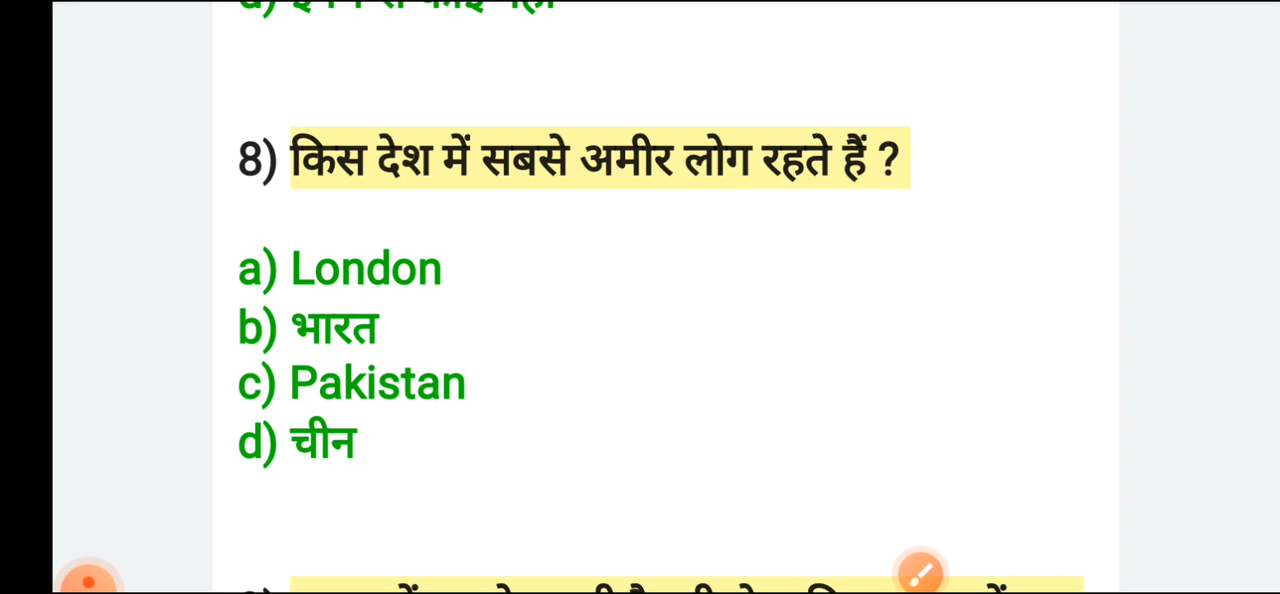 8) किस देश में सबसे अमीर लोग रहते हैं ?
a) London
b) भारत
c) Pakistan
d) चीन